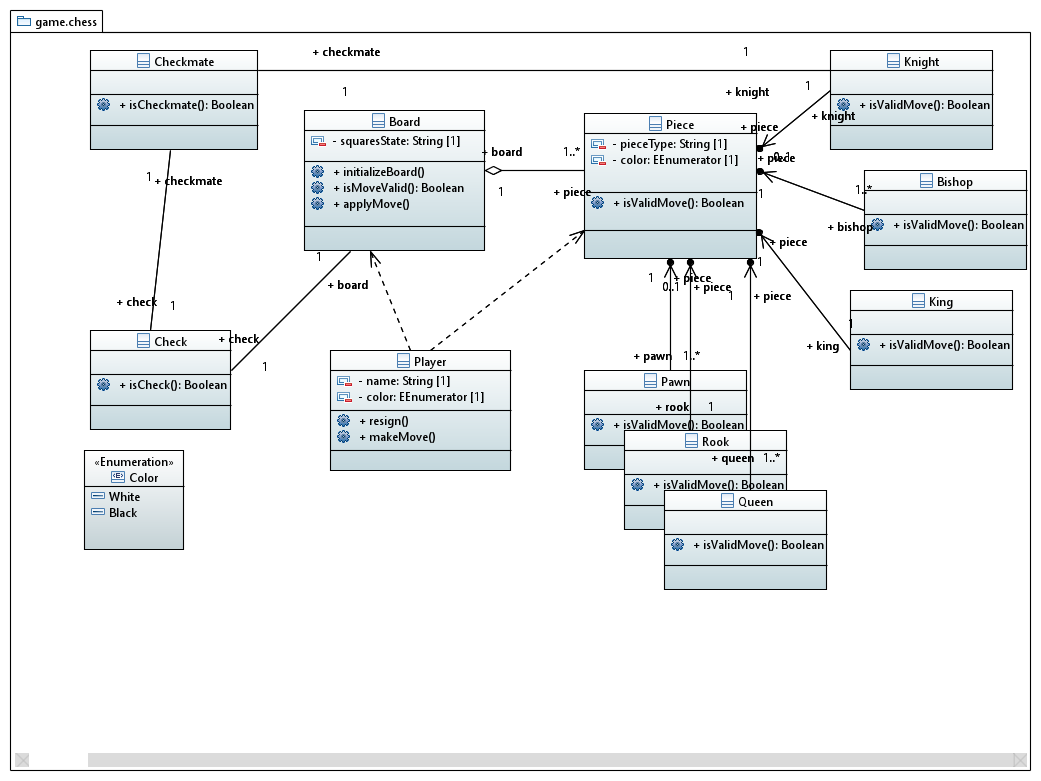 game.chess
+ checkmate
1
Checkmate
+ isCheckmate(): Boolean
Knight
+ isValidMove(): Boolean
1
+ knight
1
+ knight
Board
- squaresState: String [1]
+ initializeBoard()
+ isMoveValid(): Boolean
+ applyMove()
+ board
1
1..*
+ piece
Piece
- pieceType: String [1]
- color: EEnumerator [1]
+ isValidMove(): Boolean
+ piece
0..1
+ piece
1
1..*
+ bishop
Bishop
+ isValidMove(): Boolean
+ piece
1
1
+ checkmate
+ check
1
1
+ board
+ check
1
1
+ piece
0..1
+ piece
1
+ piece
1
+ king
King
+ isValidMove(): Boolean
Check
+ isCheck(): Boolean
Player
- name: String [1]
- color: EEnumerator [1]
+ resign()
+ makeMove()
+ pawn
1..*
Pawn
+ isValidMove(): Boolean
+ rook
1
Rook
+ isValidMove(): Boolean
+ queen
1..*
Queen
+ isValidMove(): Boolean
«Enumeration»
Color
White
Black